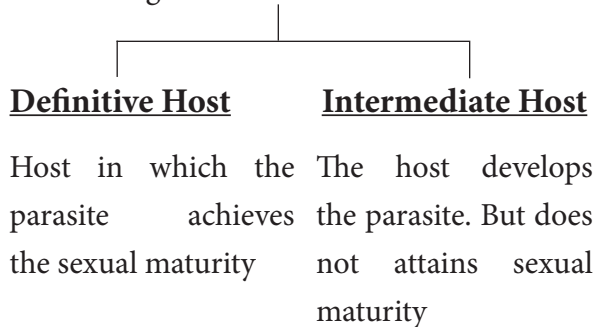 Definitive Host
Host in which the
parasite achieves
the sexual maturity
Intermediate Host
The host develops
the parasite. But does
not attains sexual
maturity